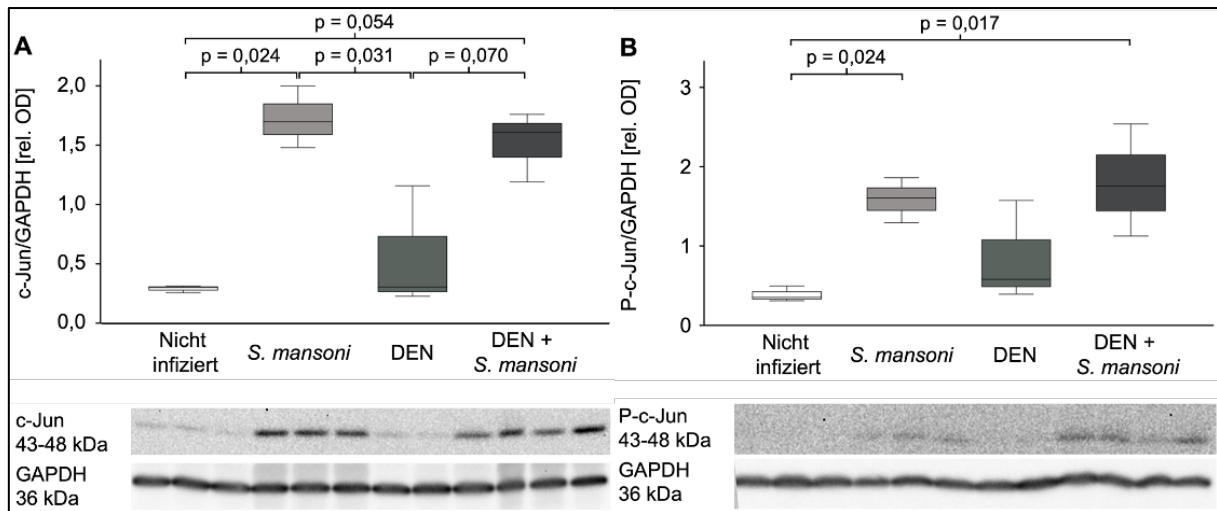 A
p = 0,054
p = 0,024
p = 0,031
p = 0,070
c-Jun/GAPDH [rel. OD]
2,0
1,5
1,0
0,5
0,0
Nicht
infiziert
S. mansoni
DEN
DEN +
S. mansoni
c-Jun
43-48 kDa
GAPDH
36 kDa
B
p = 0,017
p = 0,024
P-c-Jun/GAPDH [rel. OD]
3
2
1
0
Nicht
infiziert
S. mansoni
DEN
DEN +
S. mansoni
P-c-Jun
43-48 kDa
GAPDH
36 kDa